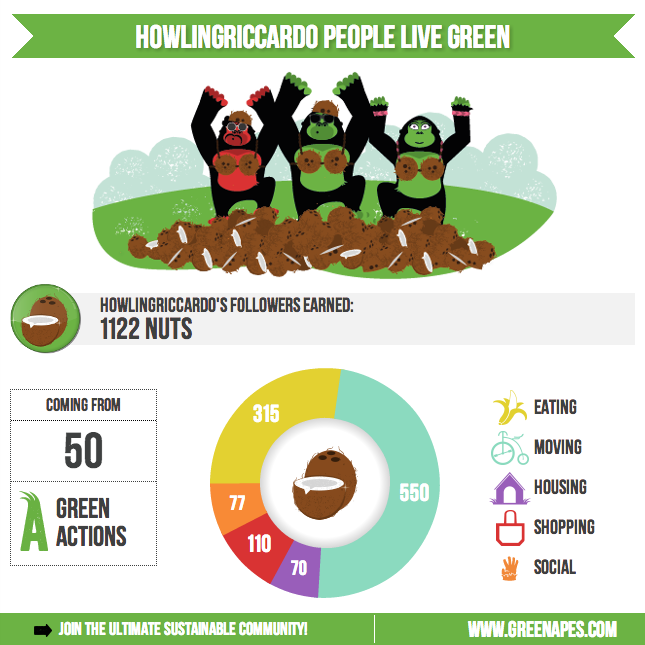 HOWLINGRICCARDO PEOPLE LIVE GREEN
HOWLINGRICCARDO'S FOLLOWERS EARNED:
1122 NUTS
COMING FROM
50
GREEN
ACTIONS
315
77
110
70
550
EATING
MOVING
HOUSING
SHOPPING
SOCIAL
JOIN THE ULTIMATE SUSTAINABLE COMMUNITY!
WWW.GREENAPES.COM